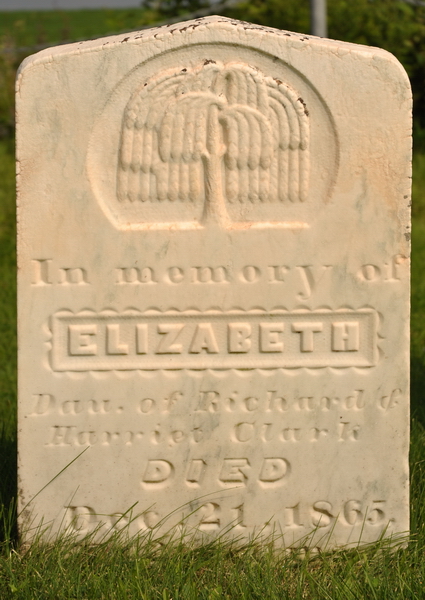 In memory of
ELIZABETH
Dau. of Richard &
Harriet Clark
DIED
Dec. 21, 1865.